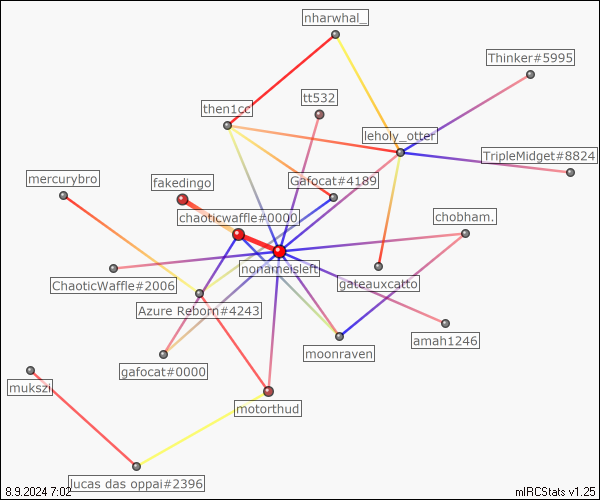 nharwhal_
Thinker#5995
tt532
then1cc
leholy_otter
TripleMidget#8824
mercurybro
fakedingo
Gafocat#4189
chaoticwaffle#0000
chobham.
nonameisleft
ChaoticWaffle#2006
gateauxcatto
Azure Reborn#4243
amah1246
moonraven
gafocat#0000
mukszi
motorthud
lucas das oppai#2396
8.9.2024 7:02
mIRCStats v1.25